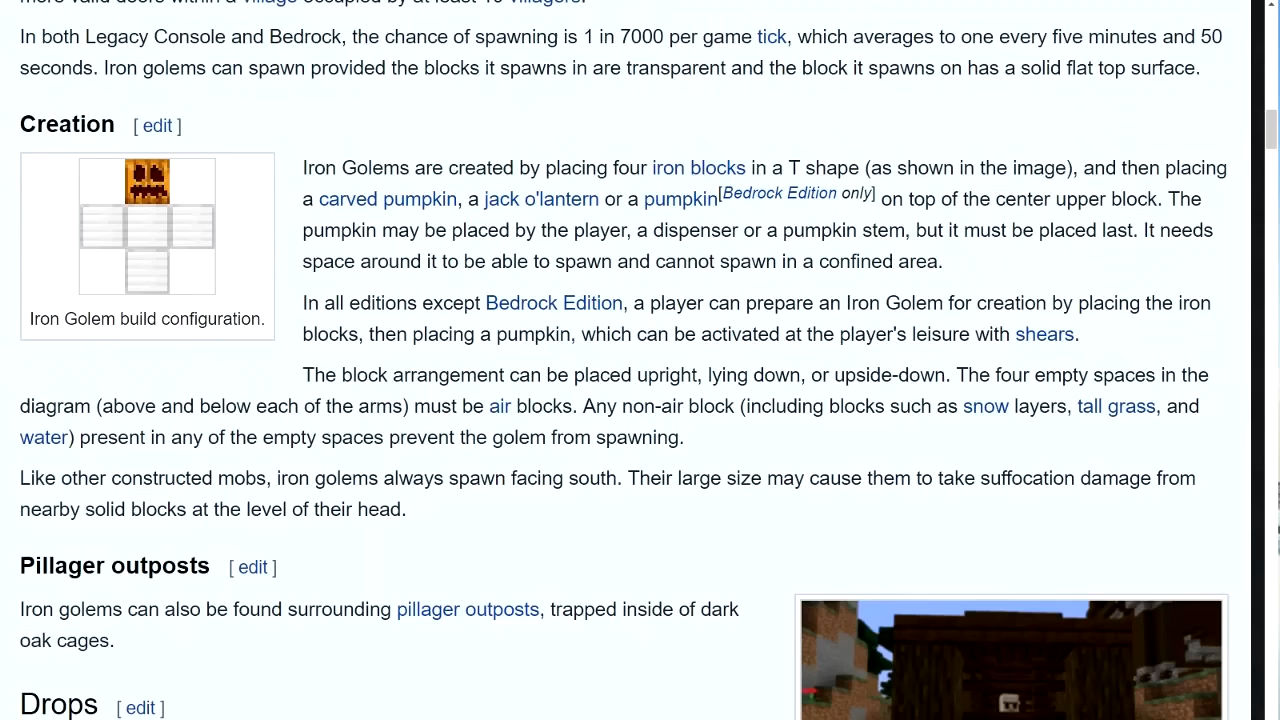 more valid doors within a village occupied by at least 10 villagers.
In both Legacy Console and Bedrock, the chance of spawning is 1 in 7000 per game tick, which averages to one every five minutes and 50
seconds. Iron golems can spawn provided the blocks it spawns in are transparent and the block it spawns on has a solid flat top surface.
Creation [ edit ]
Iron Golem build configuration.
Iron Golems are created by placing four iron blocks in a T shape (as shown in the image), and then placing
a carved pumpkin, a jack o'lantern or a pumpkin[Bedrock Edition only] on top of the center upper block. The
pumpkin may be placed by the player, a dispenser or a pumpkin stem, but it must be placed last. It needs
space around it to be able to spawn and cannot spawn in a confined area.
In all editions except Bedrock Edition, a player can prepare an Iron Golem for creation by placing the iron
blocks, then placing a pumpkin, which can be activated at the player's leisure with shears.
The block arrangement can be placed upright, lying down, or upside-down. The four empty spaces in the
diagram (above and below each of the arms) must be air blocks. Any non-air block (including blocks such as snow layers, tall grass, and
water) present in any of the empty spaces prevent the golem from spawning.
Like other constructed mobs, iron golems always spawn facing south. Their large size may cause them to take suffocation damage from
nearby solid blocks at the level of their head.
Pillager outposts [ edit ]
Iron golems can also be found surrounding pillager outposts, trapped inside of dark
oak cages.
Drops [ edit ]